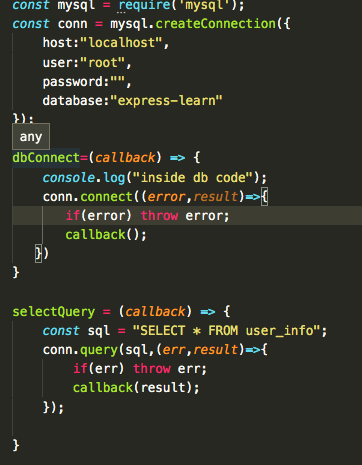 const mysql = require('mysql');
const conn = mysql.createConnection({
host:"localhost",
user:"root",
password:"",
database:"express-learn"
});
any
dbConnect=(callback) => {
console.log("inside db code");
conn.connect((error,result)=>{
if(error) throw error;
callback();
})
}
selectQuery = (callback) => {
const sql = "SELECT * FROM user_info";
conn.query(sql,(err,result)=>{
if(err) throw err;
callback(result);
});
}